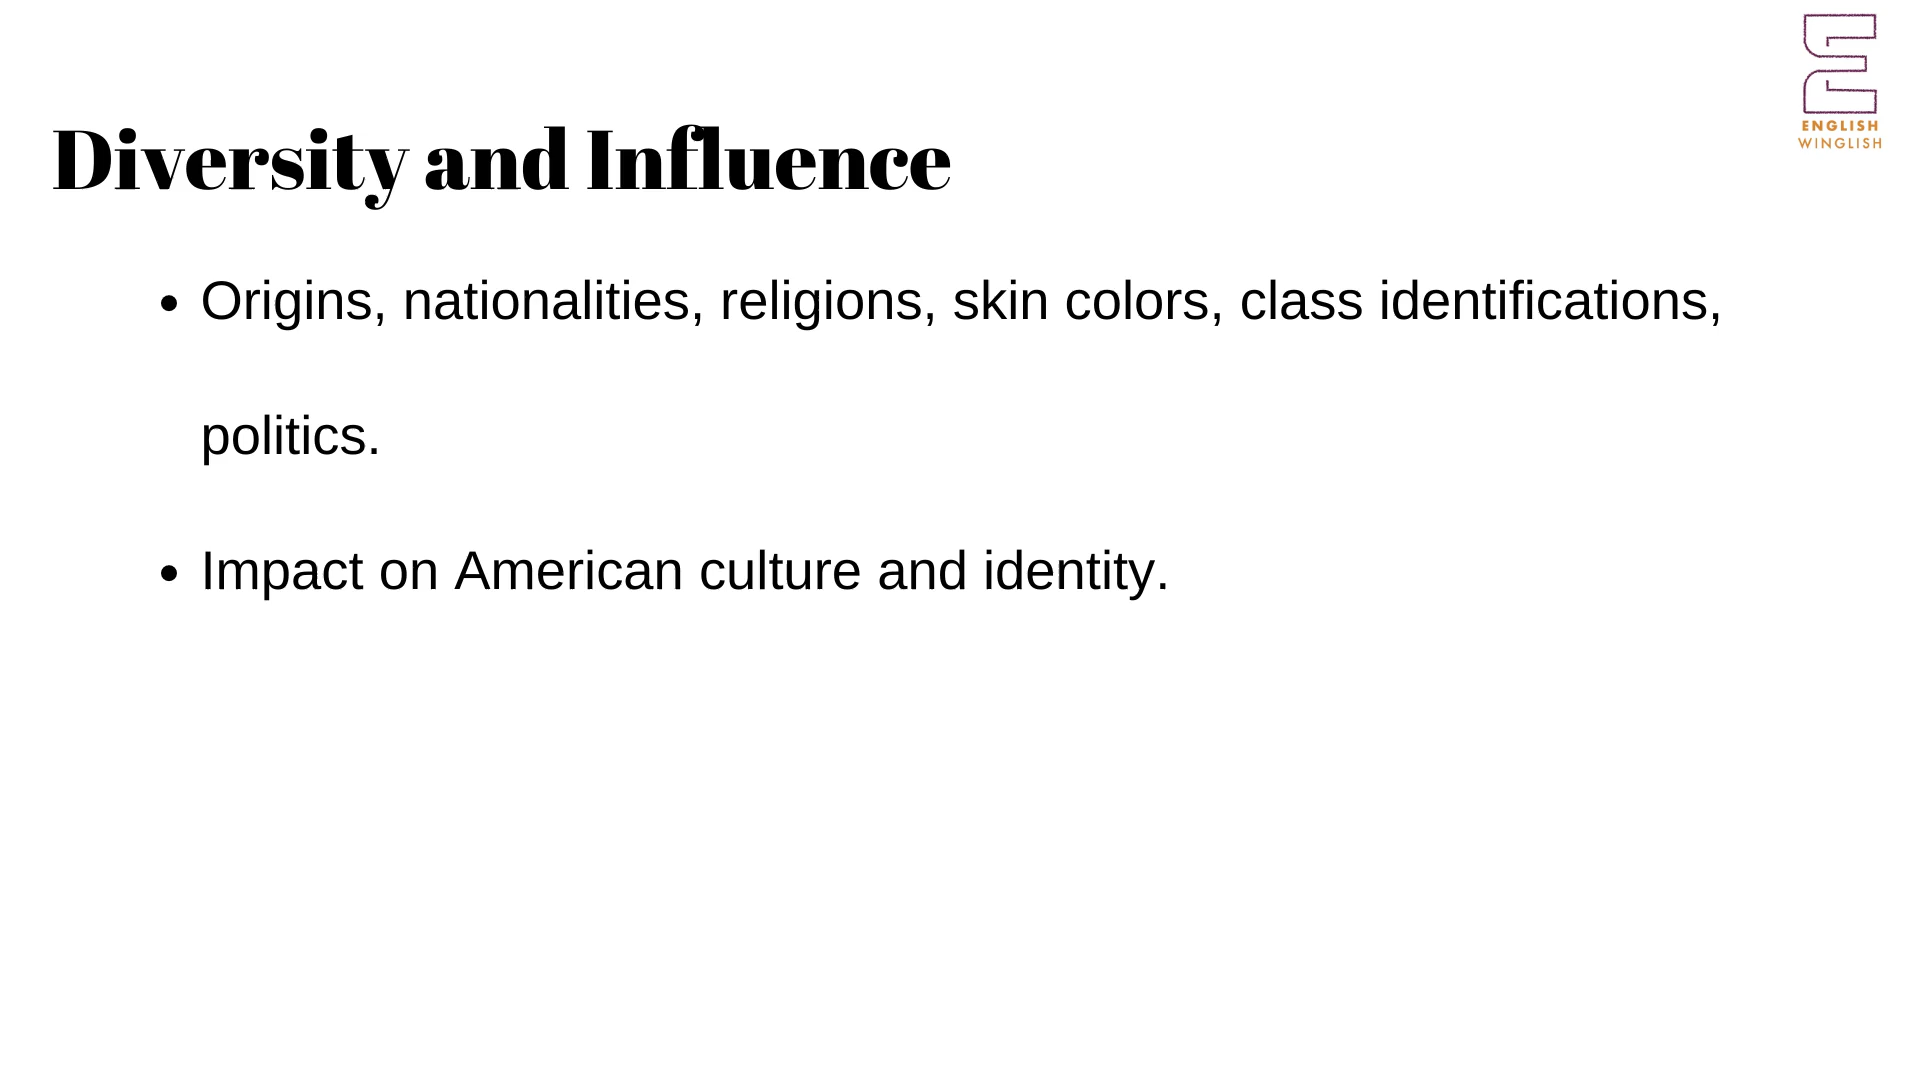 ENGLISH
WINGLISH
Diversity and Influence
• Origins, nationalities, religions, skin colors, class identifications,
politics.
• Impact on American culture and identity.